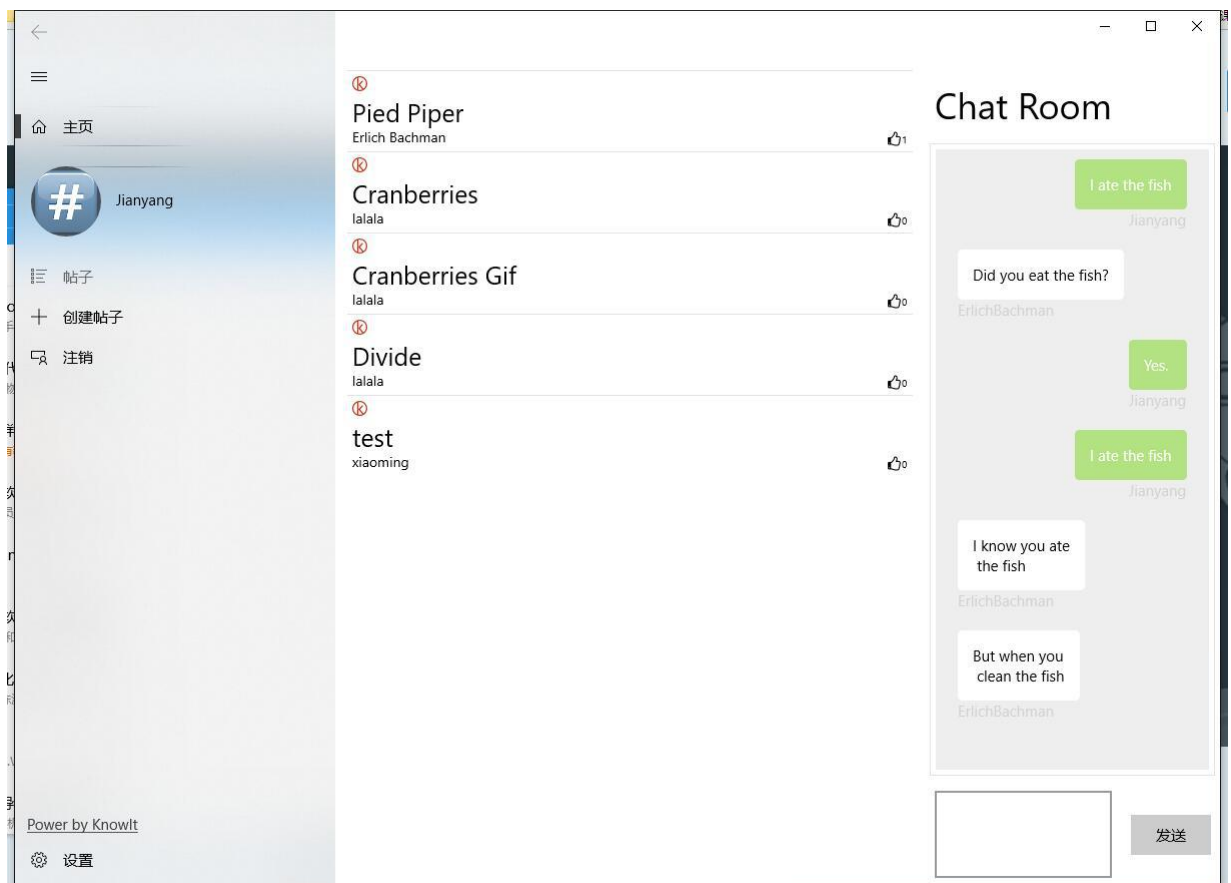 主页
Jianyang
帖子
创建帖子
注销
Power by KnowIt
设置
Pied Piper
Erlich Bachman
1
Cranberries
lalala
0
Cranberries Gif
lalala
0
Divide
lalala
0
test
xiaoming
0
Chat Room
I ate the fish
Jianyang
Did you eat the fish?
ErlichBachman
Yes.
Jianyang
I ate the fish
Jianyang
I know you ate
the fish
ErlichBachman
But when you
clean the fish
ErlichBachman
发送